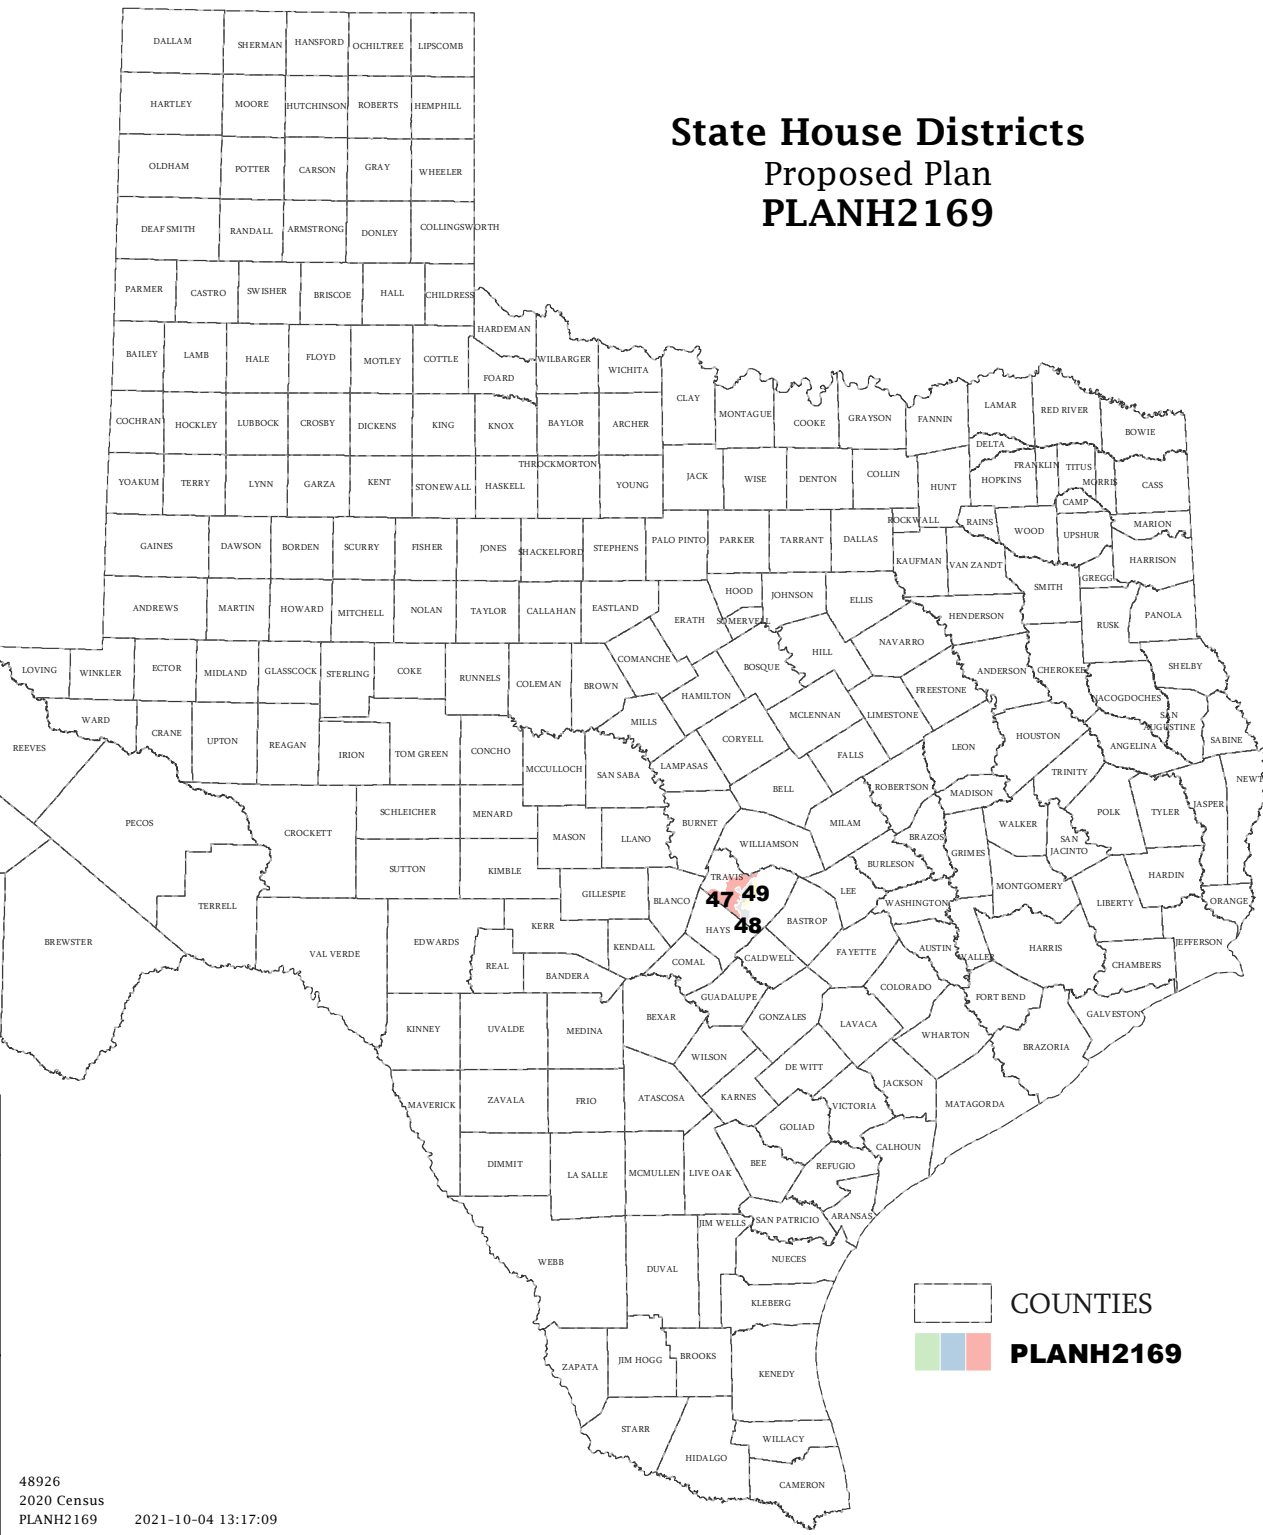 State House Districts
Proposed Plan
PLANH2169
DALLAM
SHERMAN
HANSFORD
OCHILTREE
LIPSCOMB
HARTLEY
MOORE
HUTCHINSON
ROBERTS
HEMPHILL
OLDHAM
POTTER
CARSON
GRAY
WHEELER
DEAF SMITH
RANDALL
ARMSTRONG
DONLEY
COLLINGSWORTH
PARMER
CASTRO
SWISHER
BRISCOE
HALL
CHILDRESS
HARDEMAN
BAILEY
LAMB
HALE
FLOYD
MOTLEY
COTTLE
FOARD
WILBARGER
WICHITA
CLAY
MONTAGUE
COOKE
GRAYSON
FANNIN
LAMAR
RED RIVER
BOWIE
COCHRAN
HOCKLEY
LUBBOCK
CROSBY
DICKENS
KING
KNOX
BAYLOR
ARCHER
DELTA
YOAKUM
TERRY
LYNN
GARZA
KENT
STONEWALL
HASKELL
THROCKMORTON
YOUNG
JACK
WISE
DENTON
COLLIN
HUNT
HOPKINS
FRANKLIN
TITUS
MORRIS
CASS
CAMP
GAINES
DAWSON
BORDEN
SCURRY
FISHER
JONES
SHACKELFORD
STEPHENS
PALO PINTO
PARKER
TARRANT
DALLAS
ROCKWALL
RAINS
WOOD
UPSHUR
MARION
KAUFMAN
VAN ZANDT
HARRISON
SMITH
GREGG
ANDREWS
MARTIN
HOWARD
MITCHELL
NOLAN
TAYLOR
CALLAHAN
EASTLAND
ERATH
HOOD
SOMERVELL
JOHNSON
ELLIS
HENDERSON
RUSK
PANOLA
LOVING
WINKLER
ECTOR
MIDLAND
GLASSCOCK
STERLING
COKE
RUNNELS
COLEMAN
BROWN
COMANCHE
BOSQUE
HILL
NAVARRO
ANDERSON
CHEROKEE
SHELBY
NACOGDOCHES
HAMILTON
FREESTONE
REEVES
WARD
CRANE
UPTON
REAGAN
IRION
TOM GREEN
CONCHO
MCCULLOCH
SAN SABA
MILLS
LAMPASAS
CORYELL
MCLENNAN
LIMESTONE
FALLS
LEON
HOUSTON
ANGELINA
SAN
AUGUSTINE
SABINE
NEWT
PECOS
CROCKETT
SCHLEICHER
MENARD
MASON
LLANO
BURNET
BELL
MILAM
ROBERTSON
MADISON
TRINITY
POLK
TYLER
JASPER
WALKER
SAN
JACINTO
BRAZOS
GRIMES
WILLIAMSON
BURLESON
TERRELL
SUTTON
KIMBLE
GILLESPIE
BLANCO
TRAVIS
47
49
48
HAYS
LEE
BASTROP
WASHINGTON
MONTGOMERY
LIBERTY
HARDIN
ORANGE
JEFFERSON
BREWSTER
VAL VERDE
EDWARDS
KERR
REAL
BANDERA
KENDALL
COMAL
CALDWELL
FAYETTE
AUSTIN
WALLER
HARRIS
CHAMBERS
KINNEY
UVALDE
MEDINA
BEXAR
GUADALUPE
GONZALES
COLORADO
FORT BEND
GALVESTON
LAVACA
WHARTON
BRAZORIA
WILSON
DE WITT
MAVERICK
ZAVALA
FRIO
ATASCOSA
KARNES
JACKSON
VICTORIA
MATAGORDA
GOLIAD
CALHOUN
DIMMIT
LA SALLE
MCMULLEN
LIVE OAK
BEE
REFUGIO
ARANSAS
JIM WELLS
SAN PATRICIO
WEBB
DUVAL
NUECES
KLEBERG
ZAPATA
JIM HOGG
BROOKS
KENEDY
STARR
HIDALGO
WILLACY
CAMERON
COUNTIES
PLANH2169
48926
2020 Census
PLANH2169 2021-10-04 13:17:09